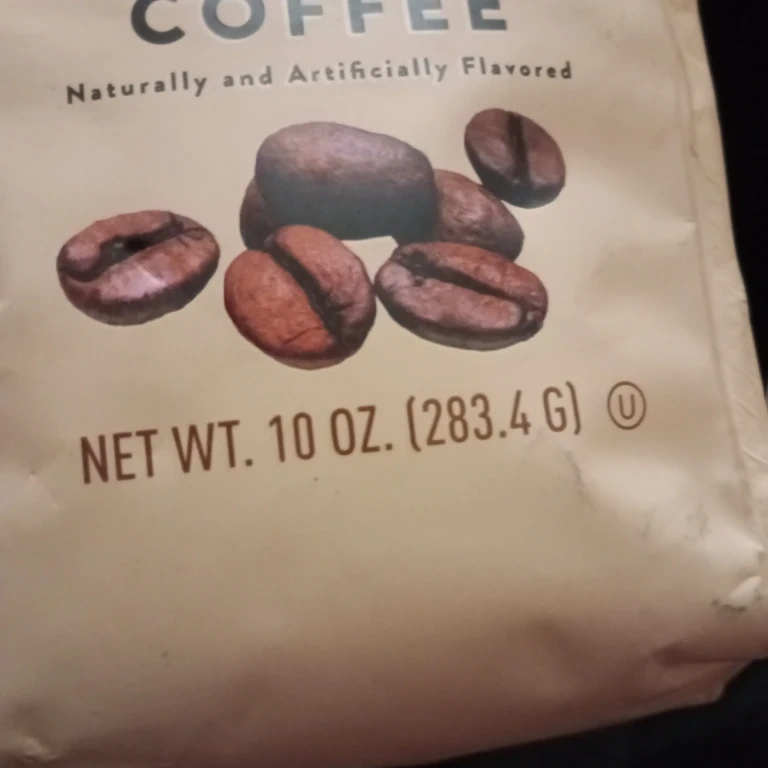 COFFEE
Naturally and Artificially Flavored
NET WT. 10 OZ. (283.4 G) U